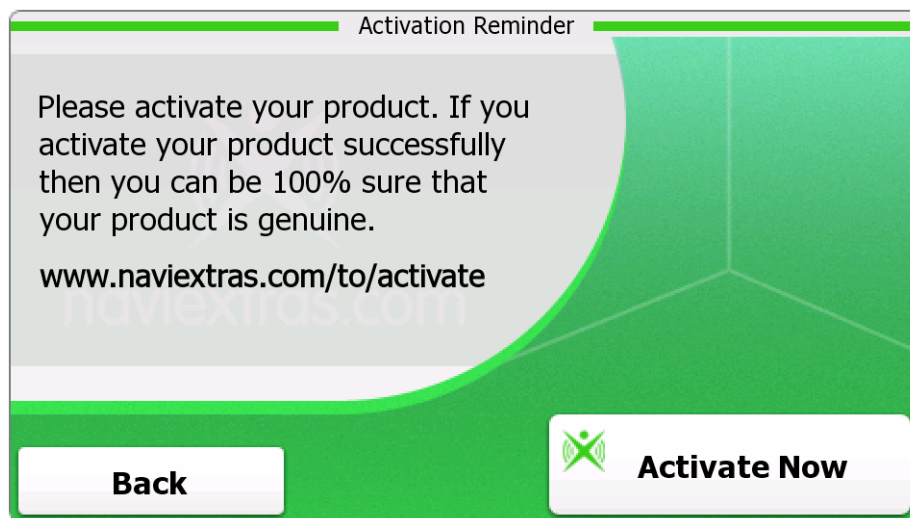 Activation Reminder
Please activate your product. If you
activate your product successfully
then you can be 100% sure that
your product is genuine.
www.naviextras.com/to/activate
naviextras.com
Back
Activate Now